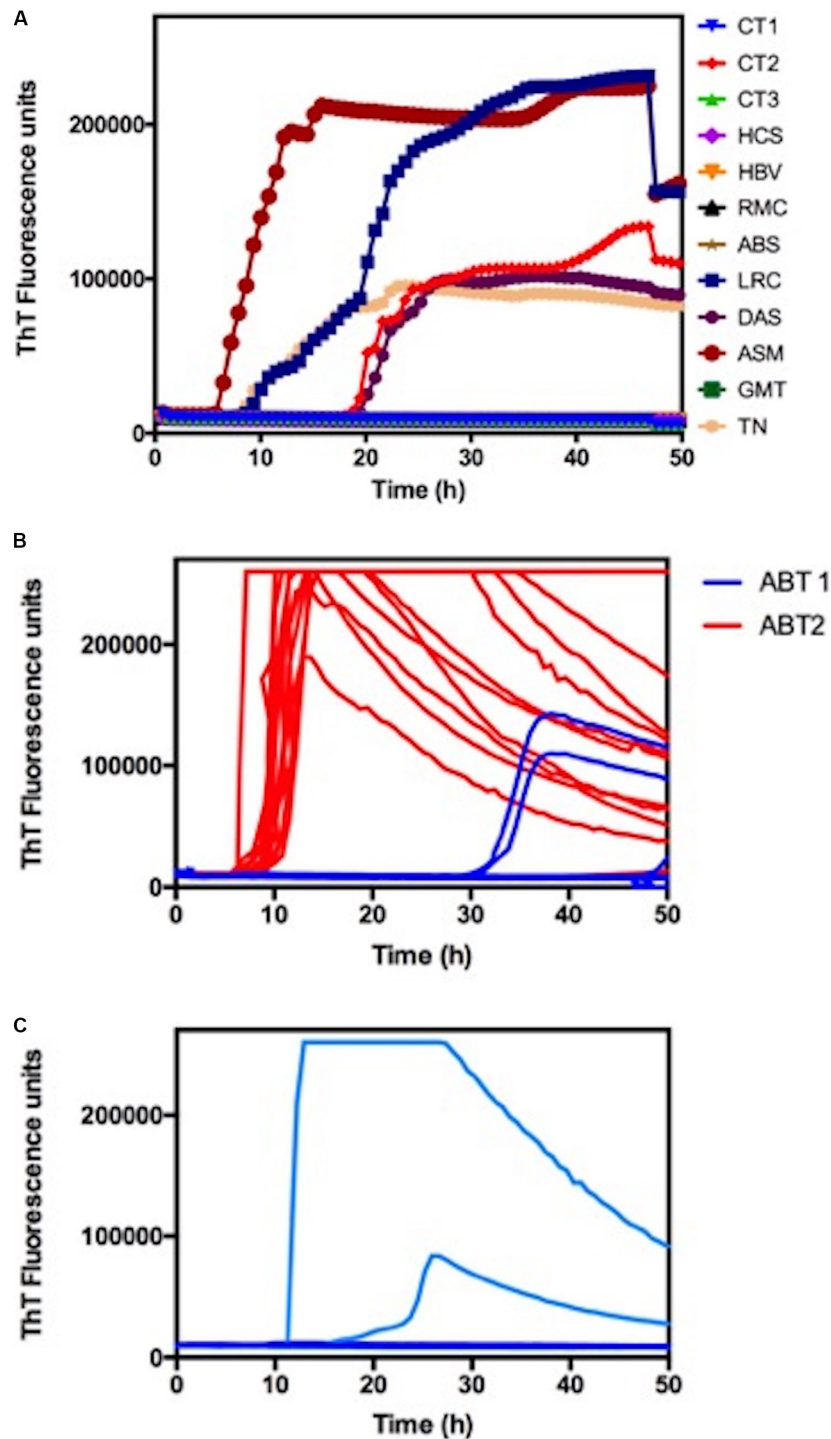 A
ThT Fluorescence units
200000
100000
0
0 10 20 30 40 50
Time (h)
CT1
CT2
CT3
HCS
HBV
RMC
ABS
LRC
DAS
ASM
GMT
TN
B
ThT Fluorescence units
200000
100000
0
0 10 20 30 40 50
Time (h)
ABT 1
ABT2
C
ThT Fluorescence units
200000
100000
0
0 10 20 30 40 50
Time (h)